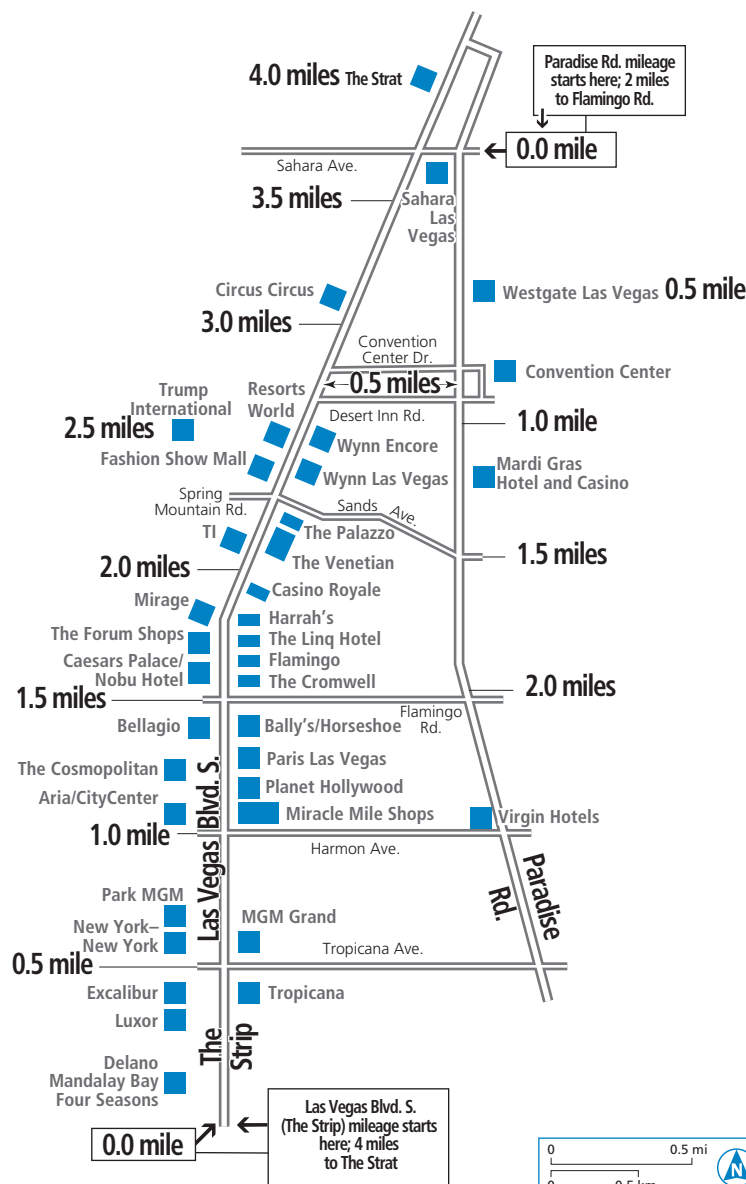 4.0 miles The Strat
Paradise Rd. mileage
starts here; 2 miles
to Flamingo Rd.
0.0 mile
Sahara Ave.
3.5 miles
Sahara
Las
Vegas
Circus Circus
Westgate Las Vegas 0.5 mile
3.0 miles
Convention
Center Dr.
0.5 miles
Convention Center
Trump
International
Resorts
World
Desert Inn Rd.
1.0 mile
2.5 miles
Wynn Encore
Fashion Show Mall
Wynn Las Vegas
Mardi Gras
Hotel and Casino
Spring
Mountain Rd.
Sands Ave.
TI
The Palazzo
The Venetian
1.5 miles
2.0 miles
Casino Royale
Mirage
Harrah's
The Forum Shops
The Linq Hotel
Caesars Palace/
Nobu Hotel
Flamingo
The Cromwell
2.0 miles
1.5 miles
Flamingo
Rd.
Bellagio
Bally's/Horseshoe
The Cosmopolitan
Paris Las Vegas
Planet Hollywood
Aria/CityCenter
Miracle Mile Shops
Virgin Hotels
1.0 mile
Harmon Ave.
Las Vegas Blvd. S.
Paradise
Rd.
Park MGM
New York–
New York
MGM Grand
Tropicana Ave.
0.5 mile
Excalibur
Tropicana
Luxor
The
Strip
Delano
Mandalay Bay
Four Seasons
0.0 mile
Las Vegas Blvd. S.
(The Strip) mileage starts
here; 4 miles
to The Strat
0 0.5 mi
0 0.5 km
N